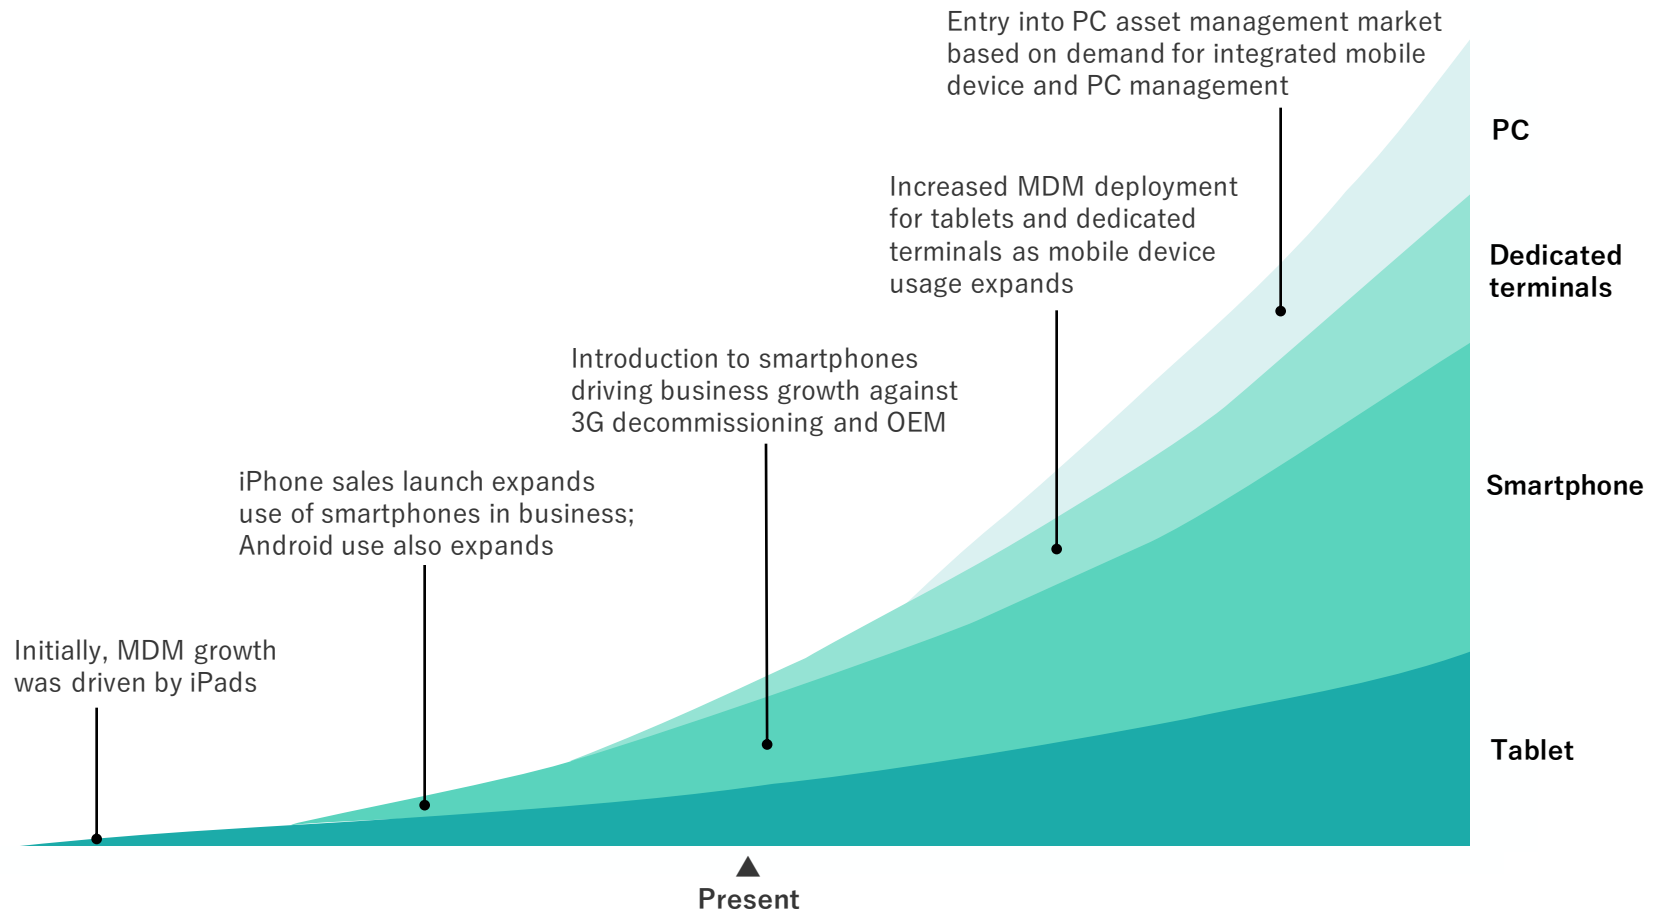 Entry into PC asset management market
based on demand for integrated mobile
device and PC management
PC
Increased MDM deployment
for tablets and dedicated
terminals as mobile device
usage expands
Dedicated
terminals
Introduction to smartphones
driving business growth against
3G decommissioning and OEM
iPhone sales launch expands
use of smartphones in business;
Android use also expands
Smartphone
Initially, MDM growth
was driven by iPads
Tablet
Present